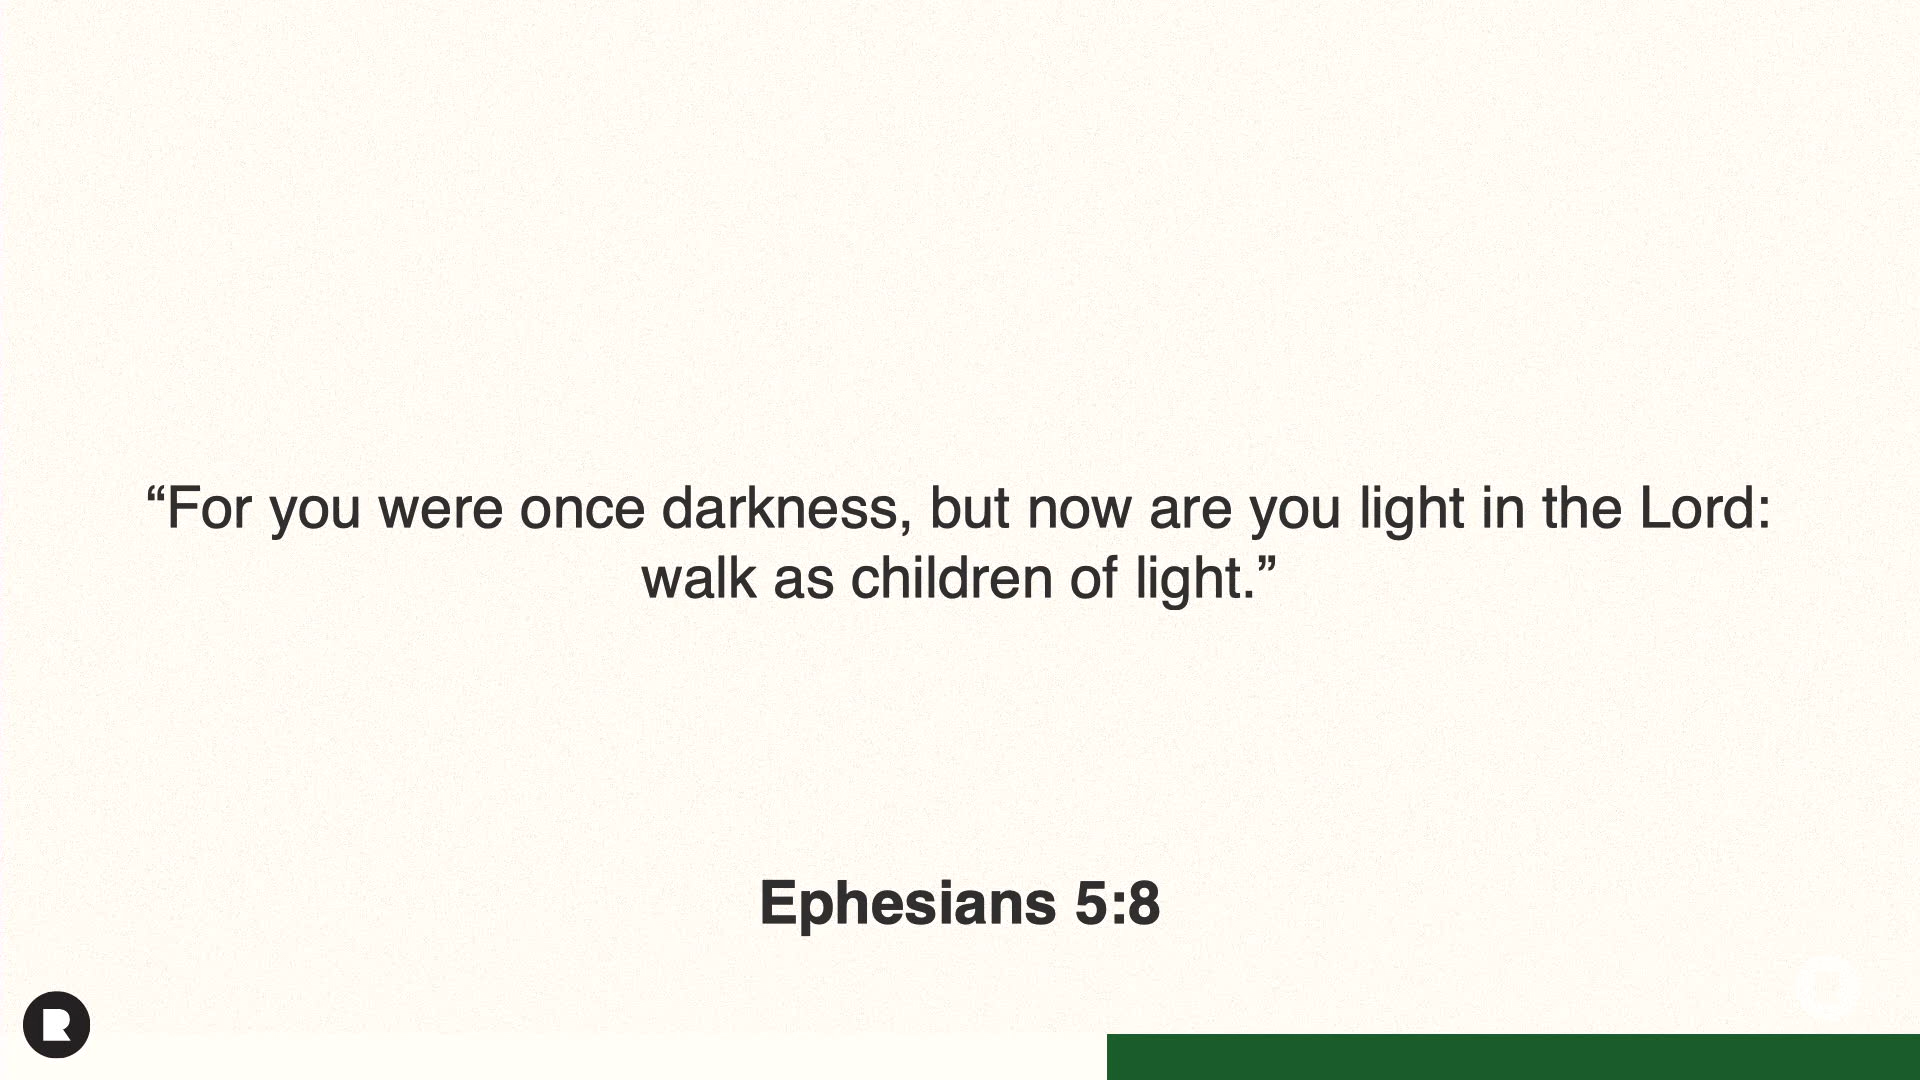 “For you were once darkness, but now are you light in the Lord:
walk as children of light.”
Ephesians 5:8
R